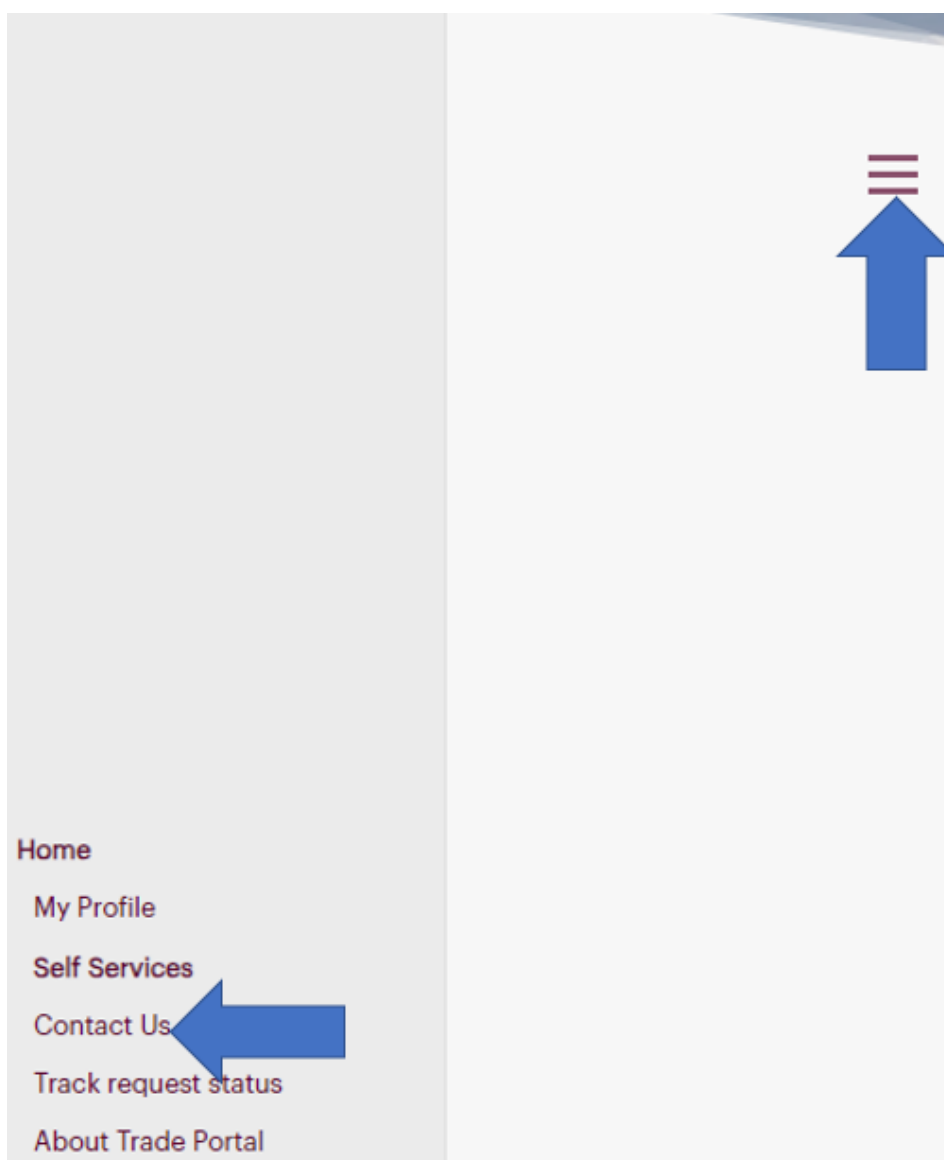 Home
My Profile
Self Services
Contact Us
Track request status
About Trade Portal